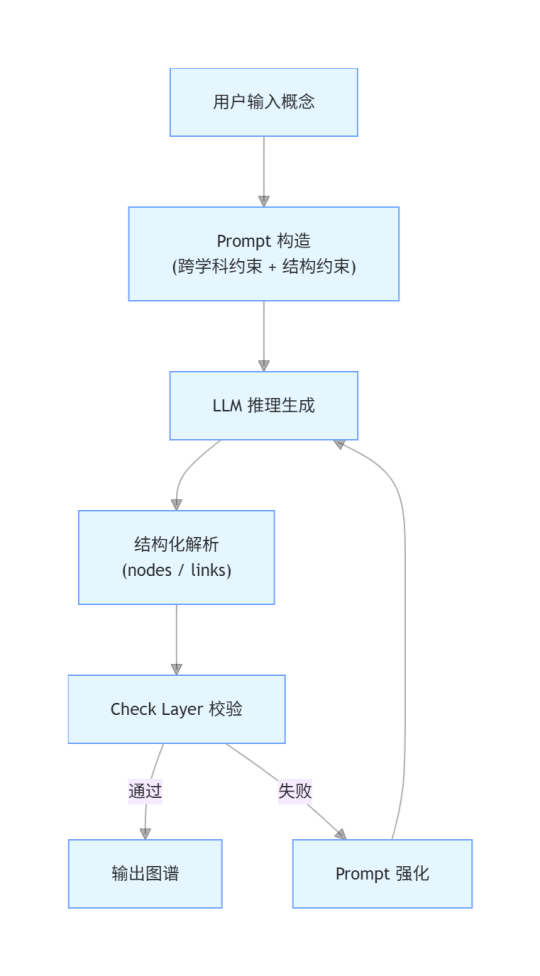 用户输入概念
Prompt 构造
(跨学科约束 + 结构约束)
LLM 推理生成
结构化解析
(nodes / links)
Check Layer 校验
通过
失败
输出图谱
Prompt 强化